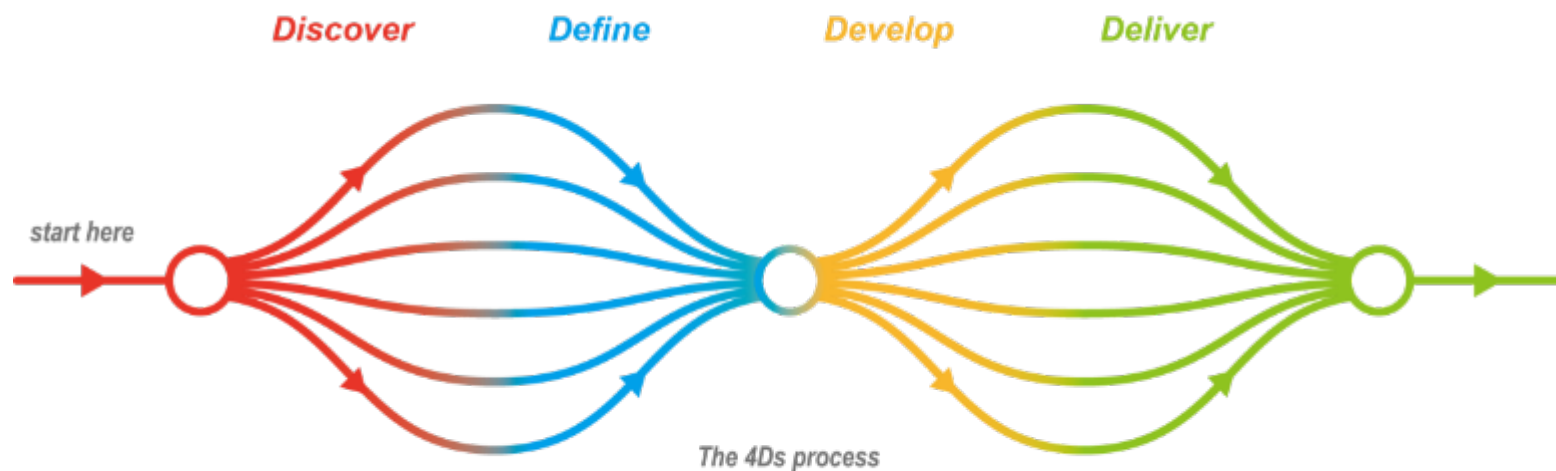 Discover Define Develop Deliver
start here
The 4Ds process